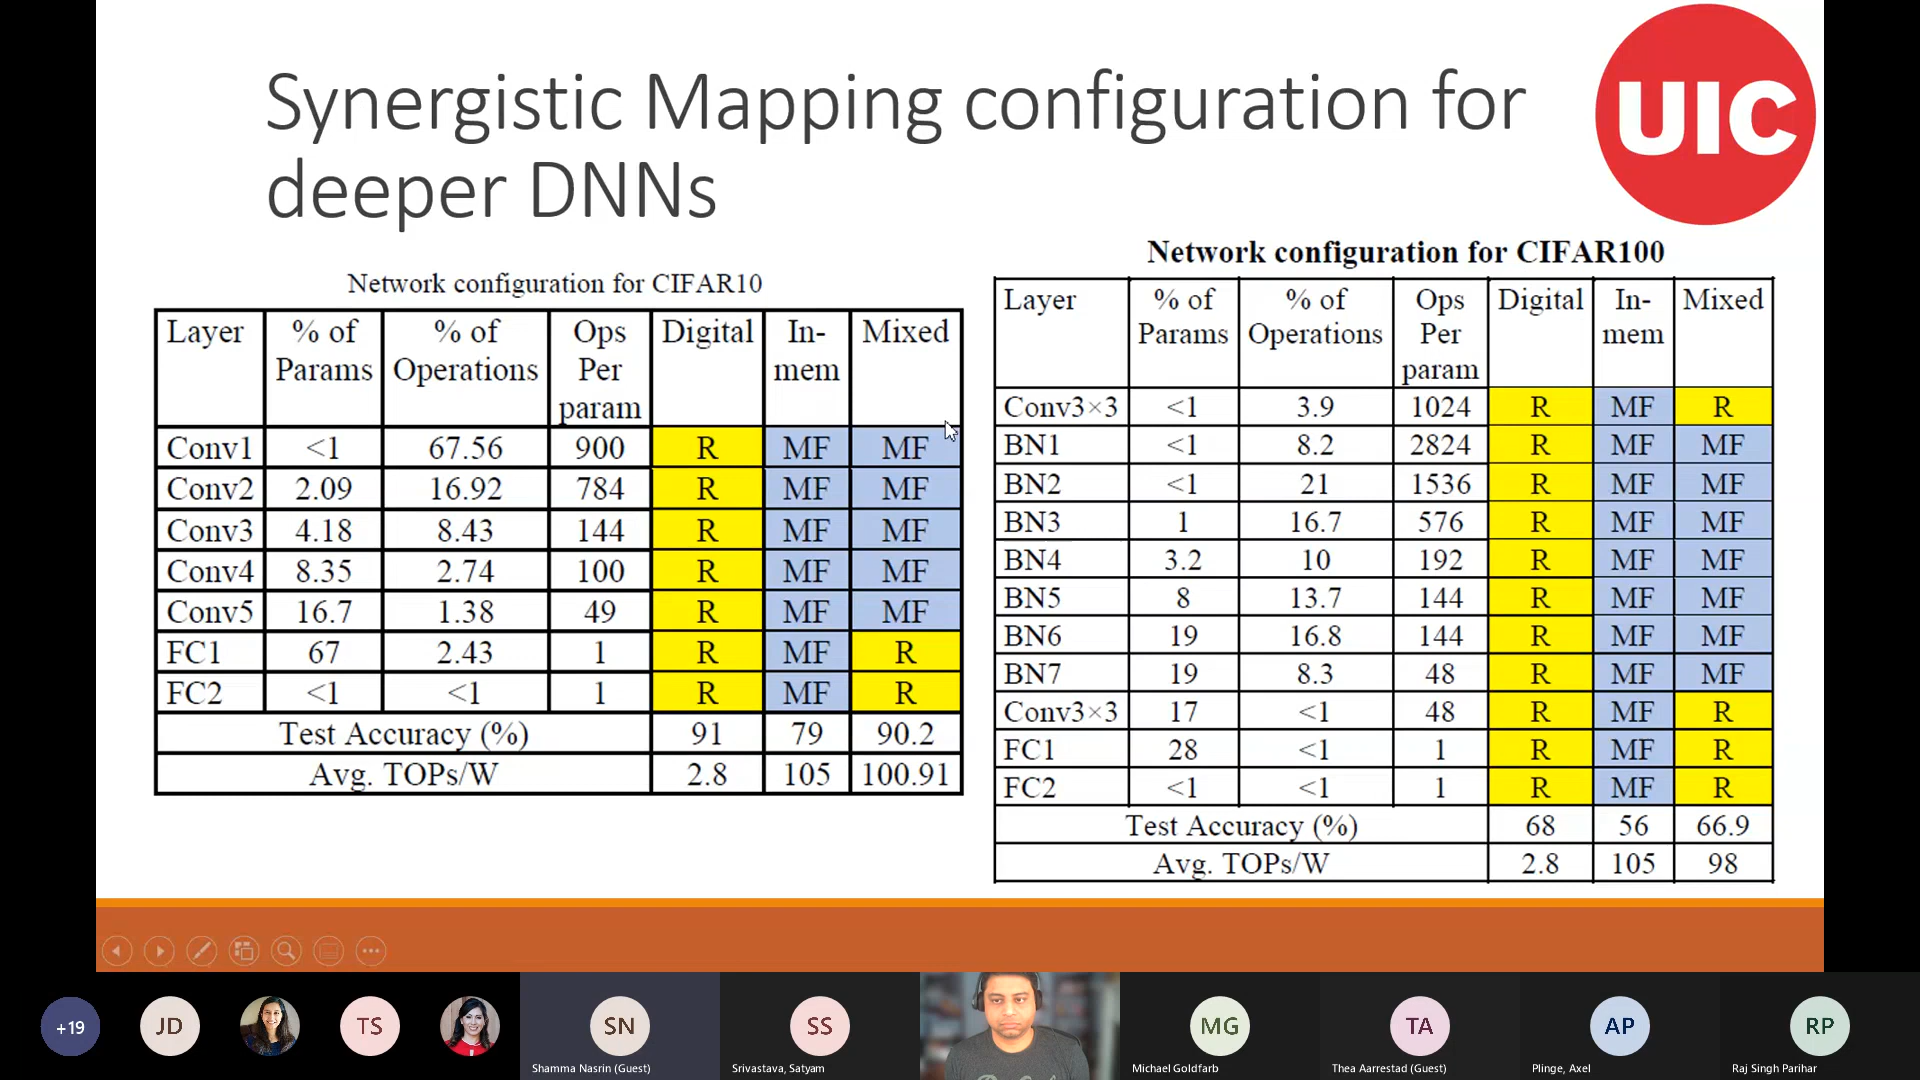 Synergistic Mapping configuration for
deeper DNNs
UIC
Network configuration for CIFAR10
Layer % of Params % of Operations Ops Per param Digital In-mem Mixed
Conv1 <1 67.56 900 R MF MF
Conv2 2.09 16.92 784 R MF MF
Conv3 4.18 8.43 144 R MF MF
Conv4 8.35 2.74 100 R MF MF
Conv5 16.7 1.38 49 R MF MF
FC1 67 2.43 1 R MF R
FC2 <1 <1 1 R MF R
Test Accuracy (%) 91 79 90.2
Avg. TOPs/W 2.8 105 100.91
Network configuration for CIFAR100
Layer % of Params % of Operations Ops Per param Digital In-mem Mixed
Conv3×3 <1 3.9 1024 R MF R
BN1 <1 8.2 2824 R MF MF
BN2 <1 21 1536 R MF MF
BN3 1 16.7 576 R MF MF
BN4 3.2 10 192 R MF MF
BN5 8 13.7 144 R MF MF
BN6 19 16.8 144 R MF MF
BN7 19 8.3 48 R MF MF
Conv3×3 17 <1 48 R MF R
FC1 28 <1 1 R MF R
FC2 <1 <1 1 R MF R
Test Accuracy (%) 68 56 66.9
Avg. TOPs/W 2.8 105 98
+19 JD TS SN SS MG TA AP RP
Shamma Nasrin (Guest) Srivastava, Satyam Michael Goldfarb Thea Aarrestad (Guest) Plinge, Axel Raj Singh Parihar